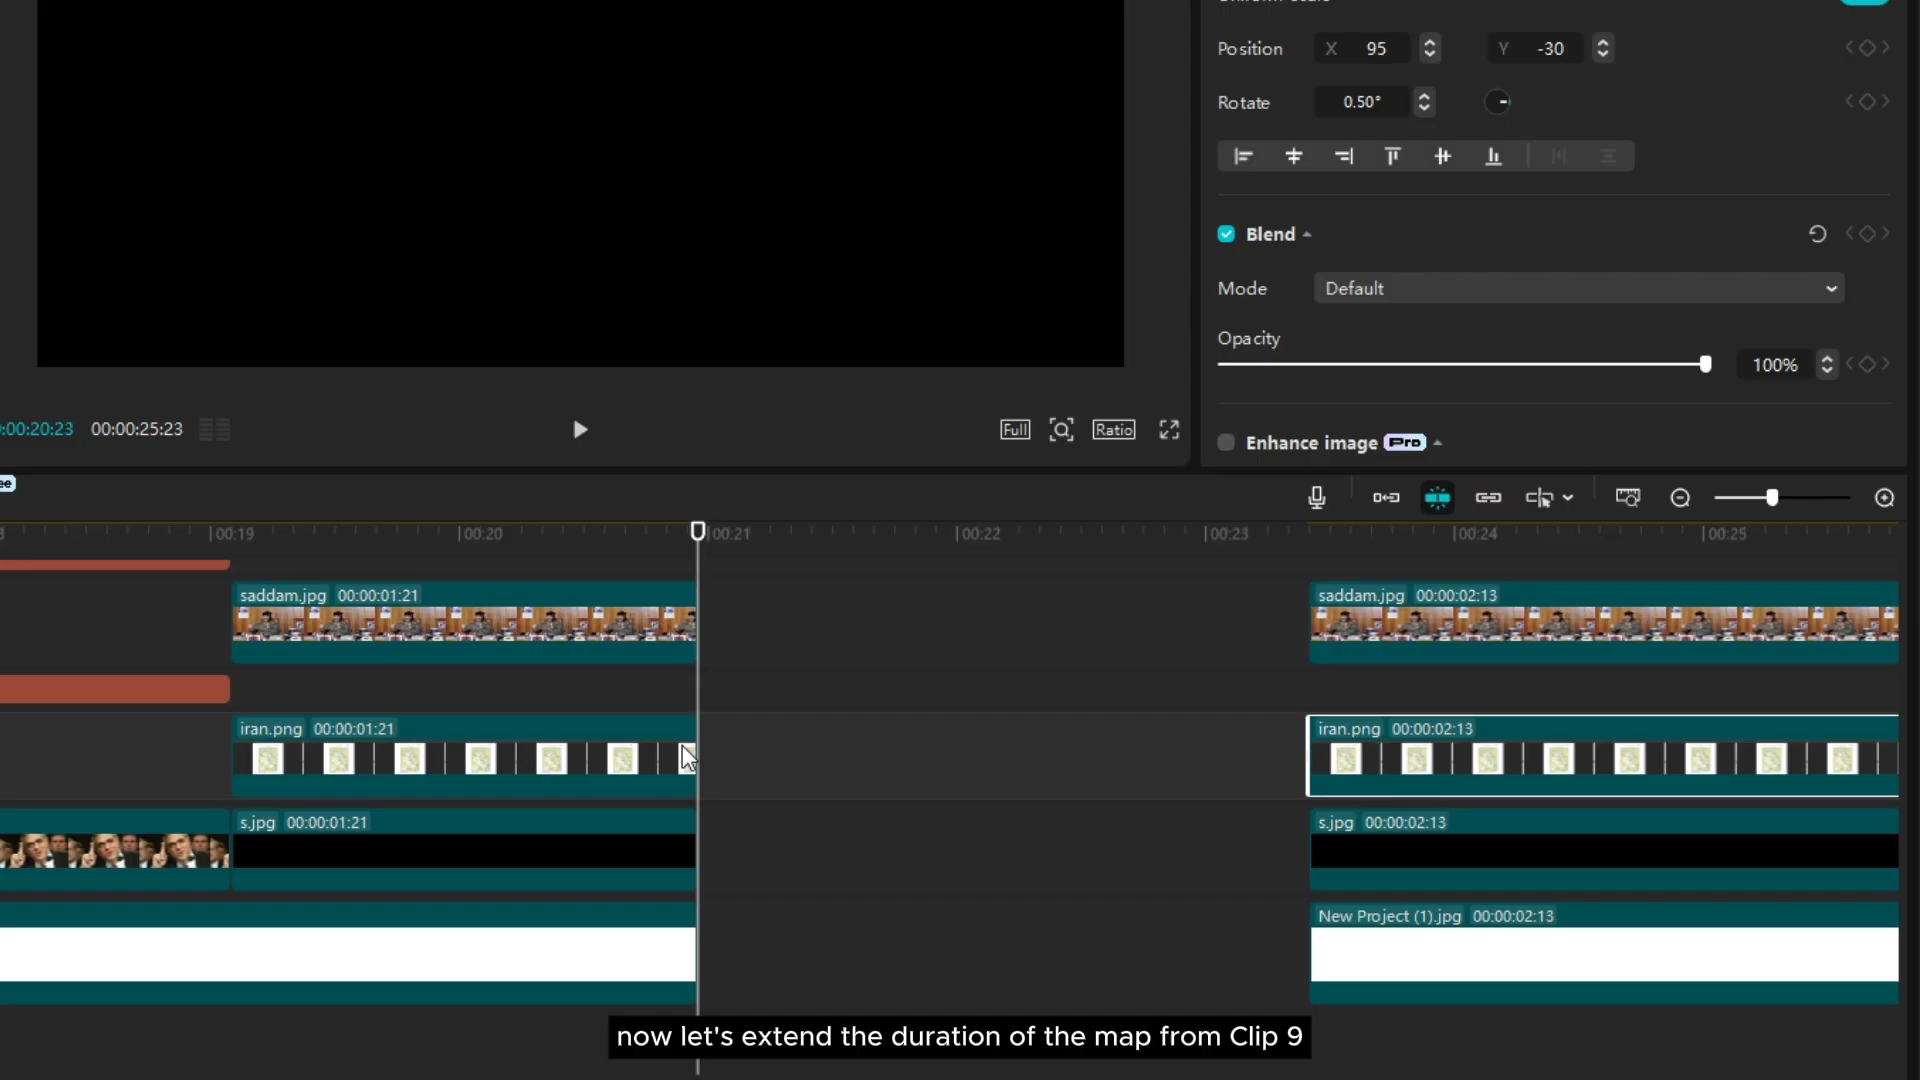 Position X 95 Y -30
Rotate 0.50°
Blend
Mode Default
Opacity
100%
:00:20:23 00:00:25:23
Full Ratio
Enhance image Pro
ee
00:19 00:20 00:21 00:22 00:23 00:24 00:25
saddam.jpg 00:00:01:21
saddam.jpg 00:00:02:13
iran.png 00:00:01:21
iran.png 00:00:02:13
s.jpg 00:00:01:21
s.jpg 00:00:02:13
New Project (1).jpg 00:00:02:13
now let's extend the duration of the map from Clip 9